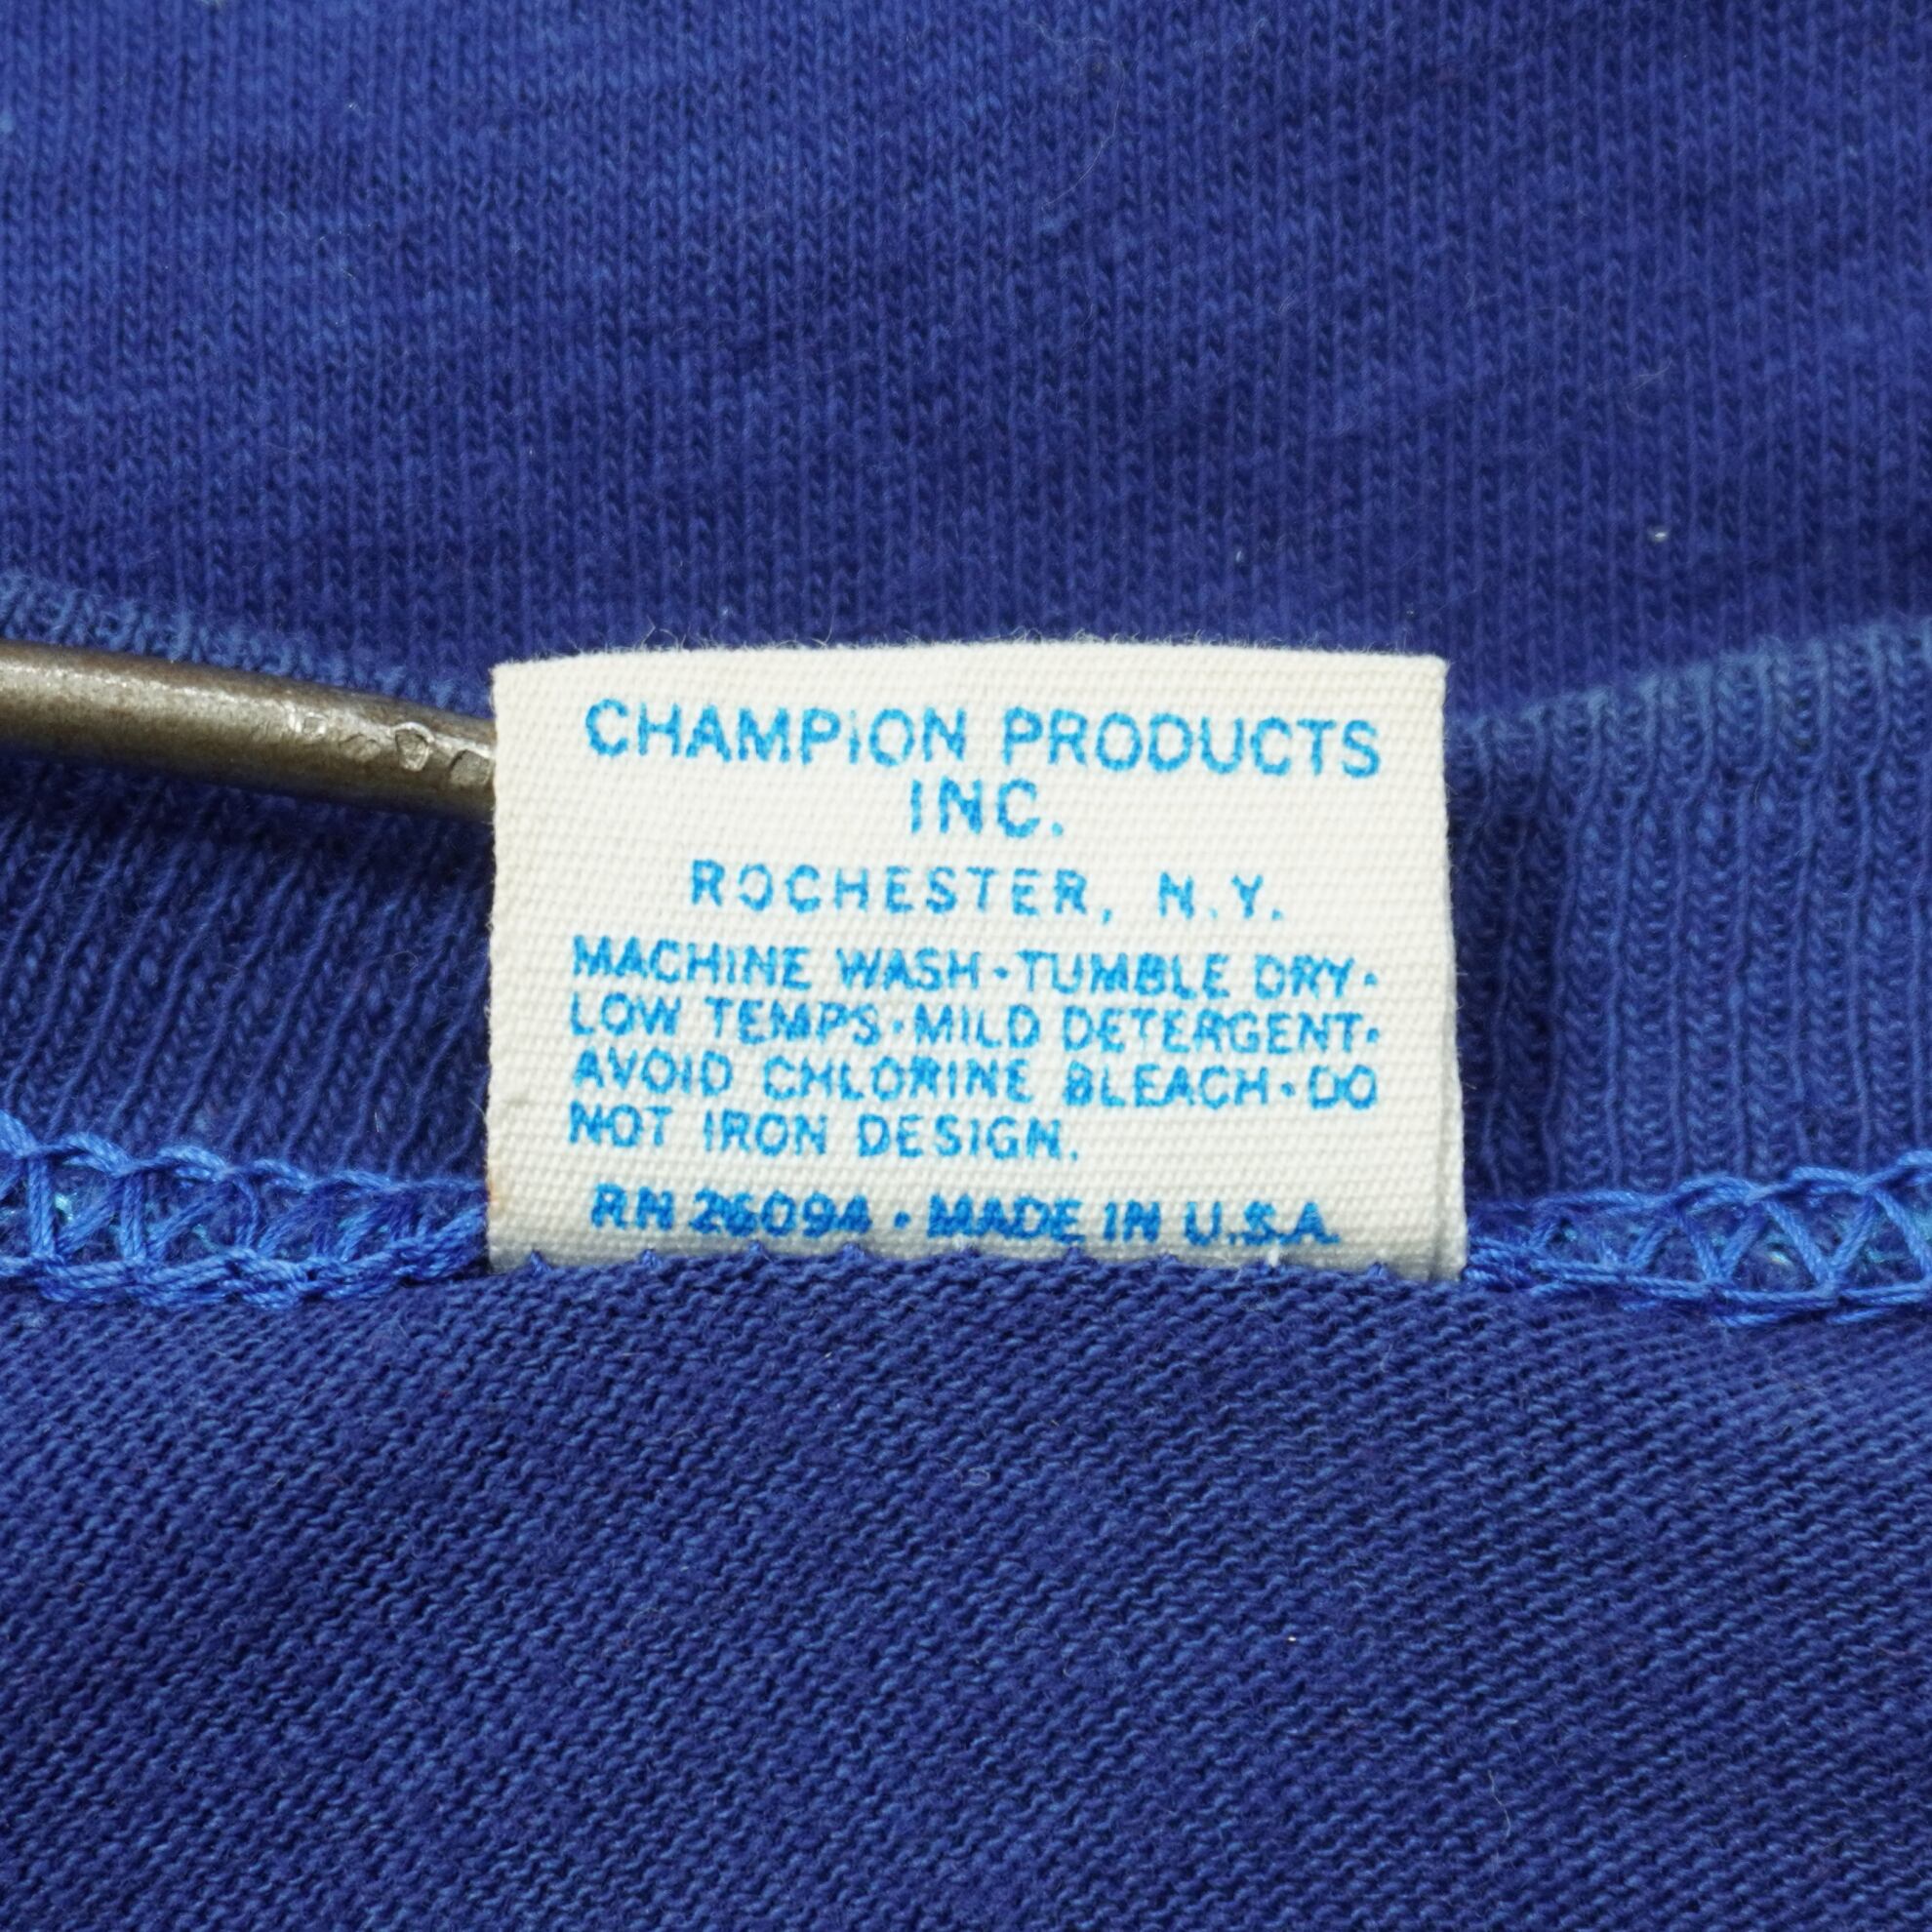 CHAMPION PRODUCTS
INC.
ROCHESTER, N.Y.
MACHINE WASH·TUMBLE DRY·
LOW TEMPS·MILD DETERGENT·
AVOID CHLORINE BLEACH·DO
NOT IRON DESIGN.
RN 26094 · MADE IN U.S.A.